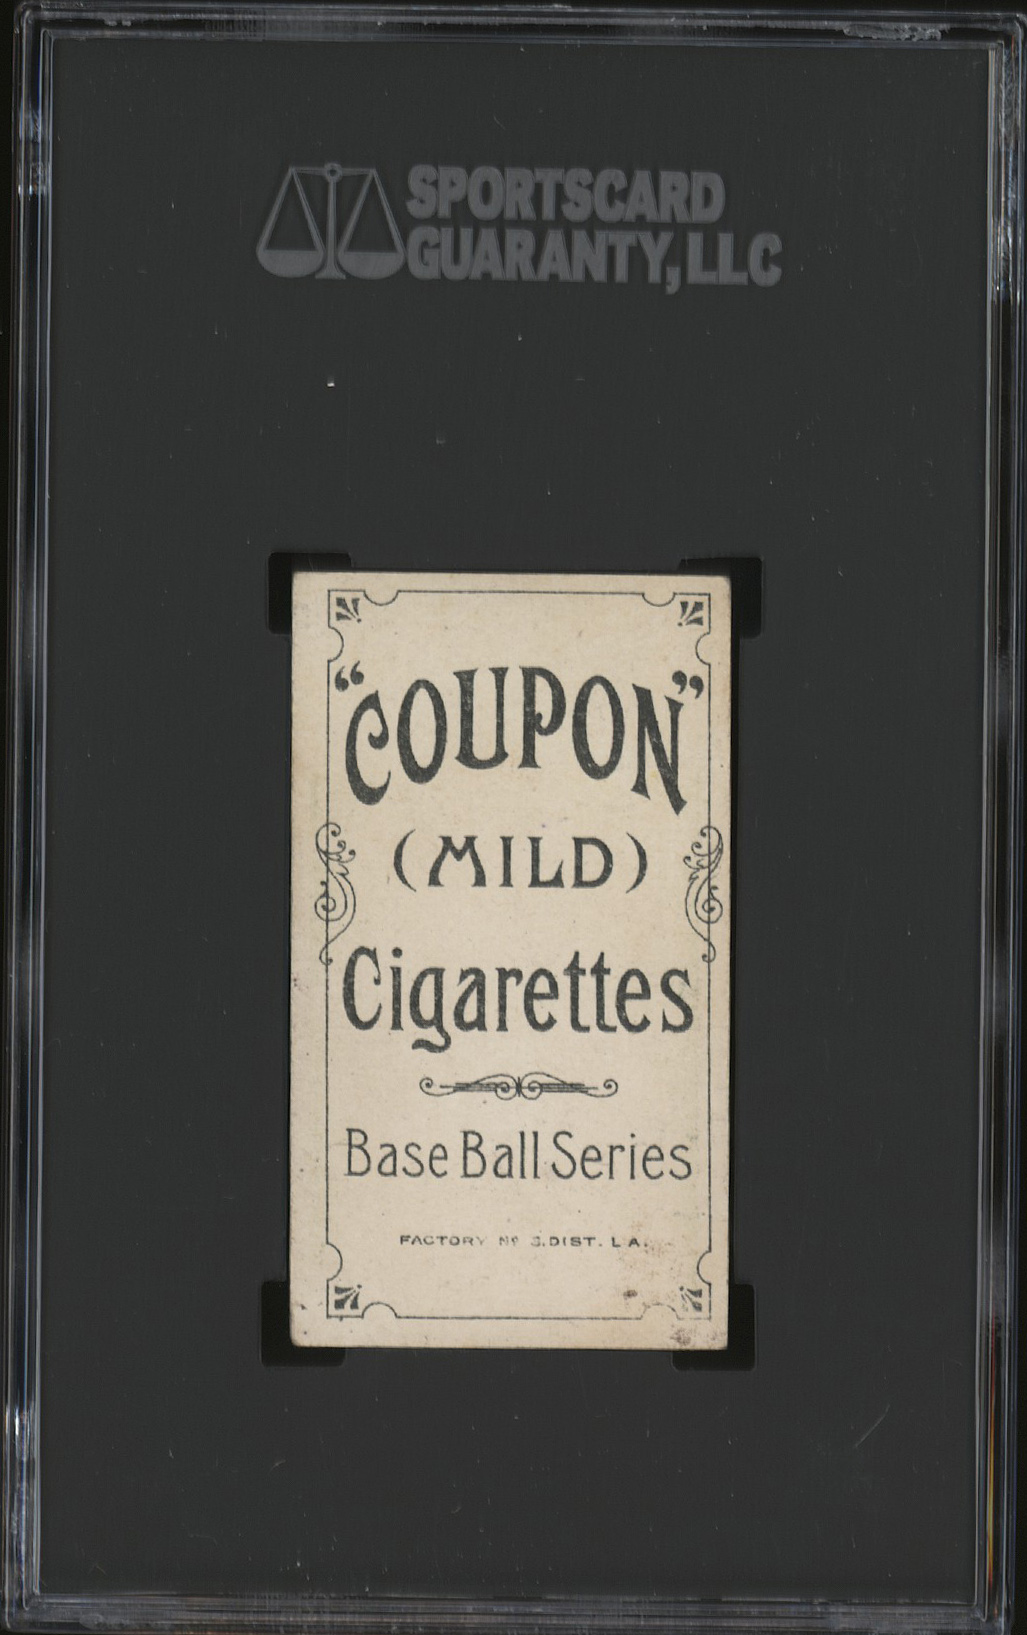 SPORTSCARD
GUARANTY, LLC
"COUPON"
(MILD)
Cigarettes
Base Ball Series
FACTORY Nº 3. DIST. LA.